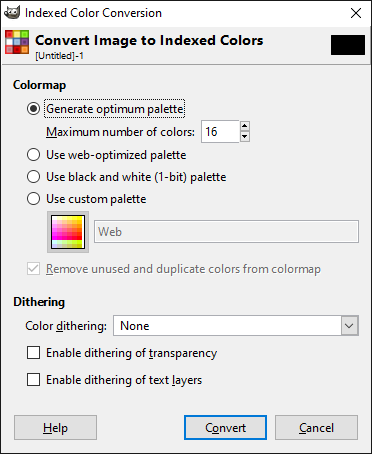 Indexed Color Conversion
Convert Image to Indexed Colors
[Untitled]-1
Colormap
Generate optimum palette
Maximum number of colors: 16
Use web-optimized palette
Use black and white (1-bit) palette
Use custom palette
Web
Remove unused and duplicate colors from colormap
Dithering
Color dithering: None
Enable dithering of transparency
Enable dithering of text layers
Help Convert Cancel